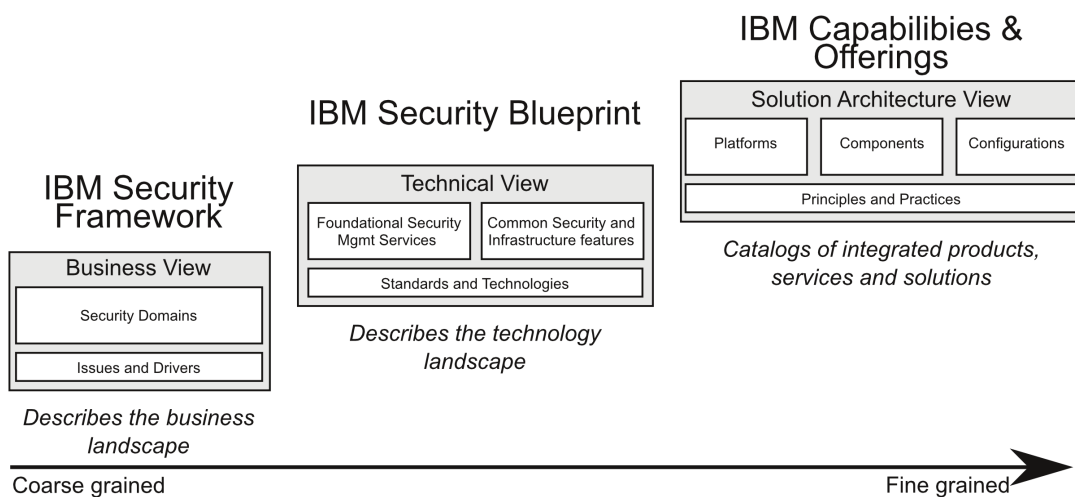 IBM Security
Framework
Business View
Security Domains
Issues and Drivers
Describes the business
landscape
IBM Security Blueprint
Technical View
Foundational Security
Mgmt Services
Common Security and
Infrastructure features
Standards and Technologies
Describes the technology
landscape
IBM Capabilibies &
Offerings
Solution Architecture View
Platforms
Components
Configurations
Principles and Practices
Catalogs of integrated products,
services and solutions
Coarse grained
Fine grained